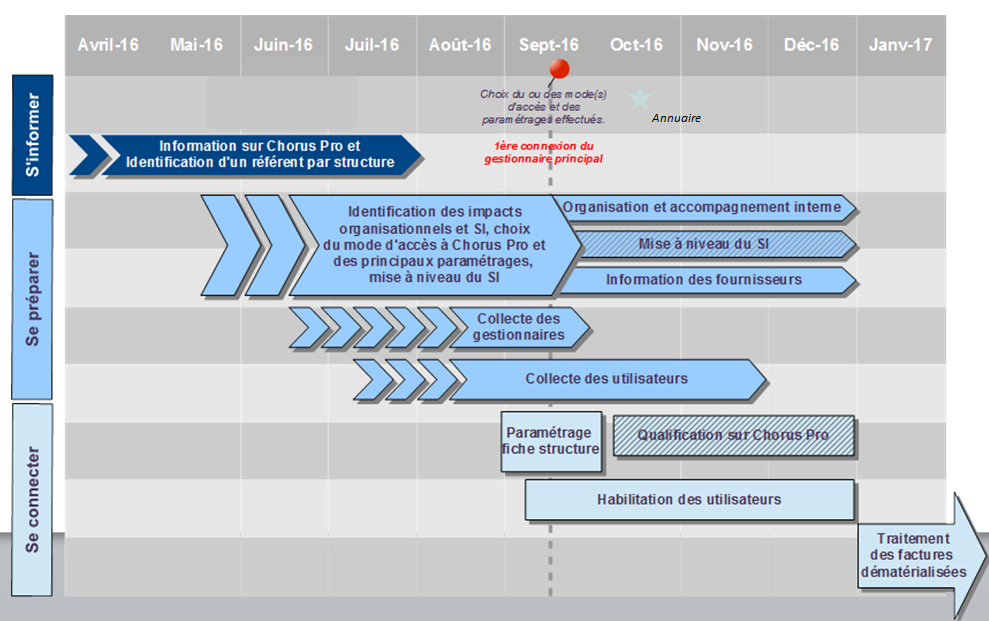 Avril-16 Mai-16 Juin-16 Juil-16 Août-16 Sept-16 Oct-16 Nov-16 Déc-16 Janv-17
S'informer
Choix du ou des mode(s)
d'accès et des
paramétrages effectués.
Annuaire
1ère connexion du
gestionnaire principal
Information sur Chorus Pro et
Identification d'un référent par structure
Se préparer
Identification des impacts
organisationnels et SI, choix
du mode d'accès à Chorus Pro et
des principaux paramétrages,
mise à niveau du SI
Organisation et accompagnement interne
Mise à niveau du SI
Information des fournisseurs
Collecte des
gestionnaires
Collecte des utilisateurs
Se connecter
Paramétrage
fiche structure
Qualification sur Chorus Pro
Habilitation des utilisateurs
Traitement
des factures
dématérialisées